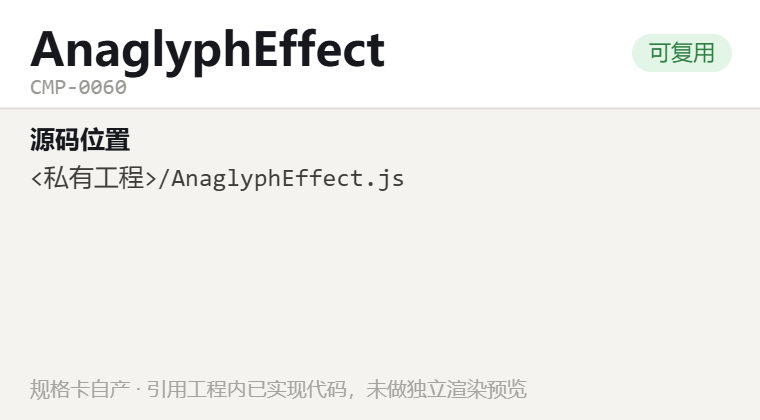 AnaglyphEffect
可复用
CMP-0060
源码位置
<私有工程>/AnaglyphEffect.js
规格卡自产 · 引用工程内已实现代码，未做独立渲染预览